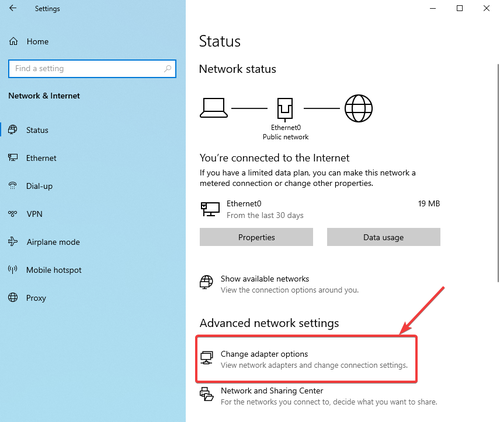 Settings
Home
Find a setting
Network & Internet
Status
Ethernet
Dial-up
VPN
Airplane mode
Mobile hotspot
Proxy
Status
Network status
Ethernet0
Public network
You're connected to the Internet
If you have a limited data plan, you can make this network a
metered connection or change other properties.
Ethernet0 19 MB
From the last 30 days
Properties Data usage
Show available networks
View the connection options around you.
Advanced network settings
Change adapter options
View network adapters and change connection settings.
Network and Sharing Center
For the networks you connect to, decide what you want to share.